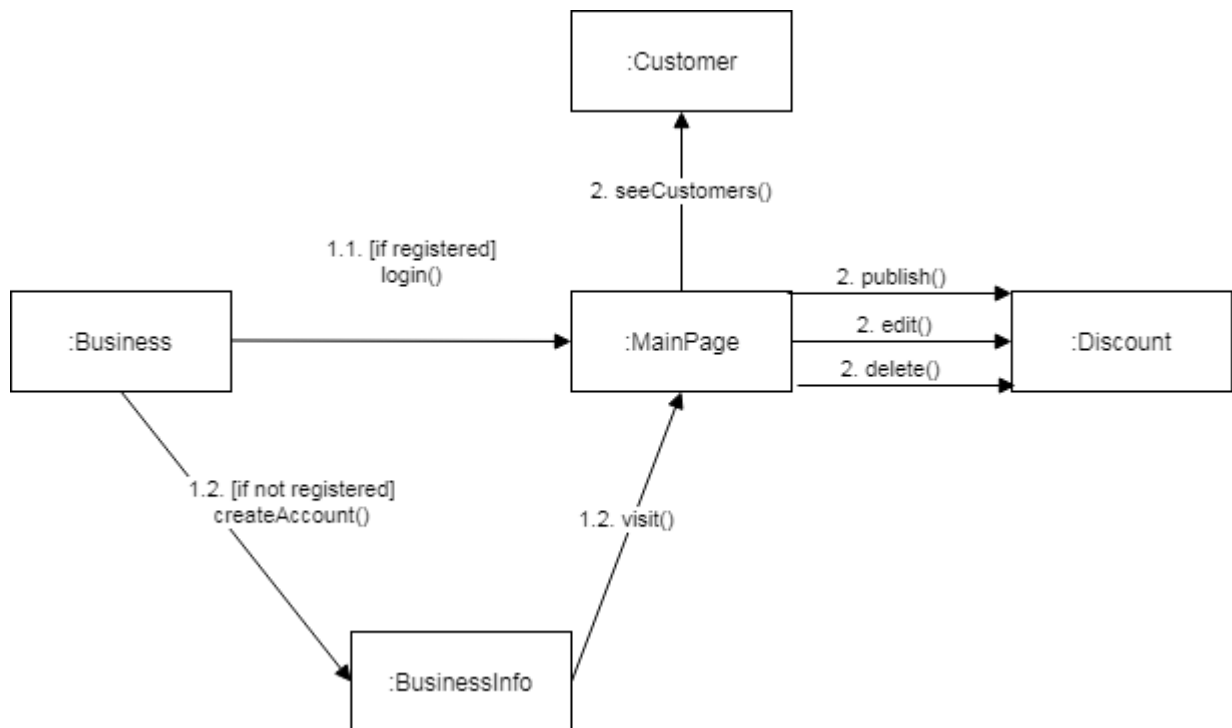 :Customer
2. seeCustomers()
1.1. [if registered]
login()
2. publish()
:Business
:MainPage
2. edit()
:Discount
2. delete()
1.2. [if not registered]
createAccount()
1.2. visit()
:BusinessInfo